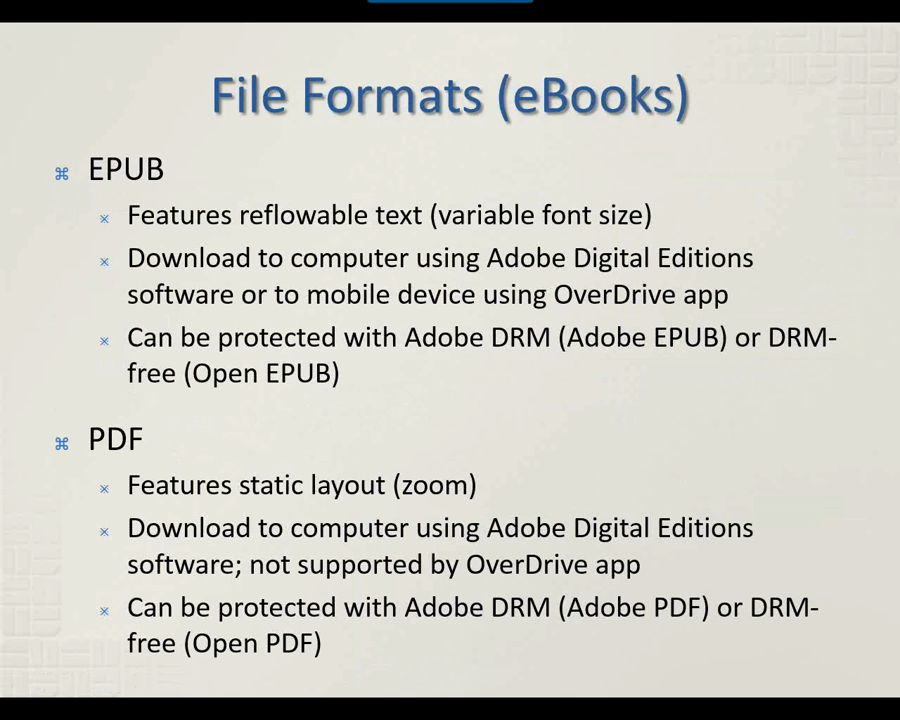 File Formats (eBooks)
EPUB
Features reflowable text (variable font size)
Download to computer using Adobe Digital Editions
software or to mobile device using OverDrive app
Can be protected with Adobe DRM (Adobe EPUB) or DRM-
free (Open EPUB)
PDF
Features static layout (zoom)
Download to computer using Adobe Digital Editions
software; not supported by OverDrive app
Can be protected with Adobe DRM (Adobe PDF) or DRM-
free (Open PDF)